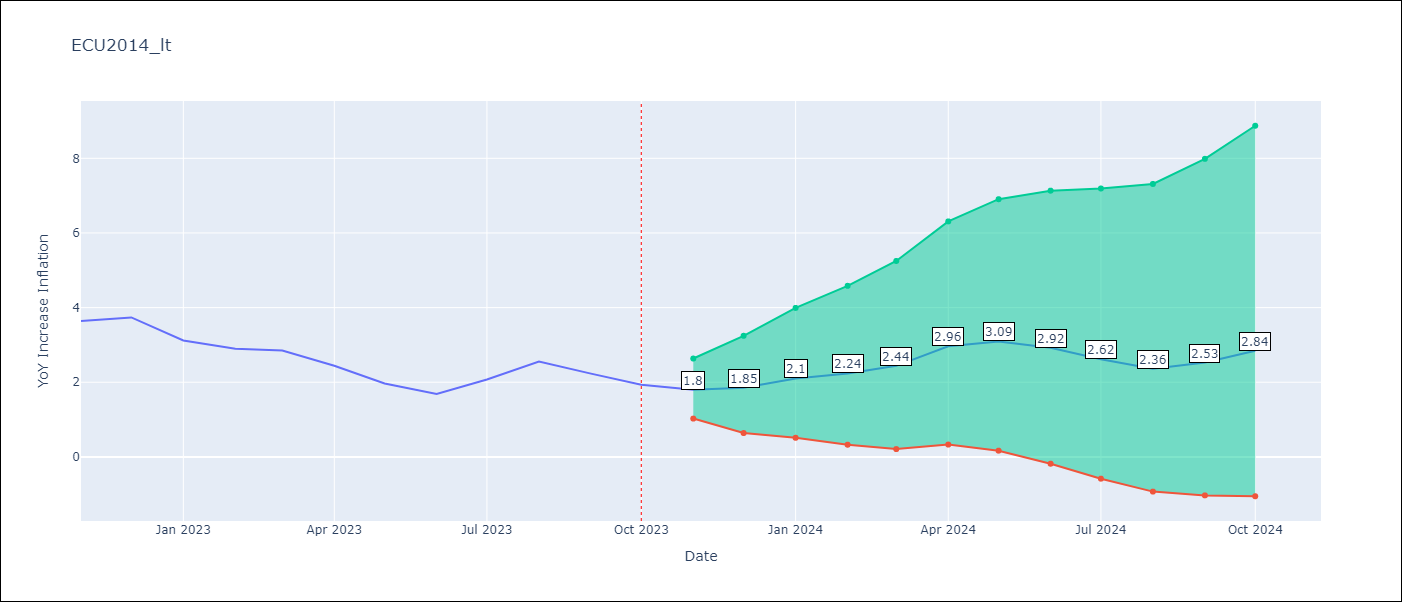 ECU2014_lt
YoY Increase Inflation
8
6
4
2
0
1.8
1.85
2.1
2.24
2.44
2.96
3.09
2.92
2.62
2.36
2.53
2.84
Jan 2023
Apr 2023
Jul 2023
Oct 2023
Jan 2024
Apr 2024
Jul 2024
Oct 2024
Date